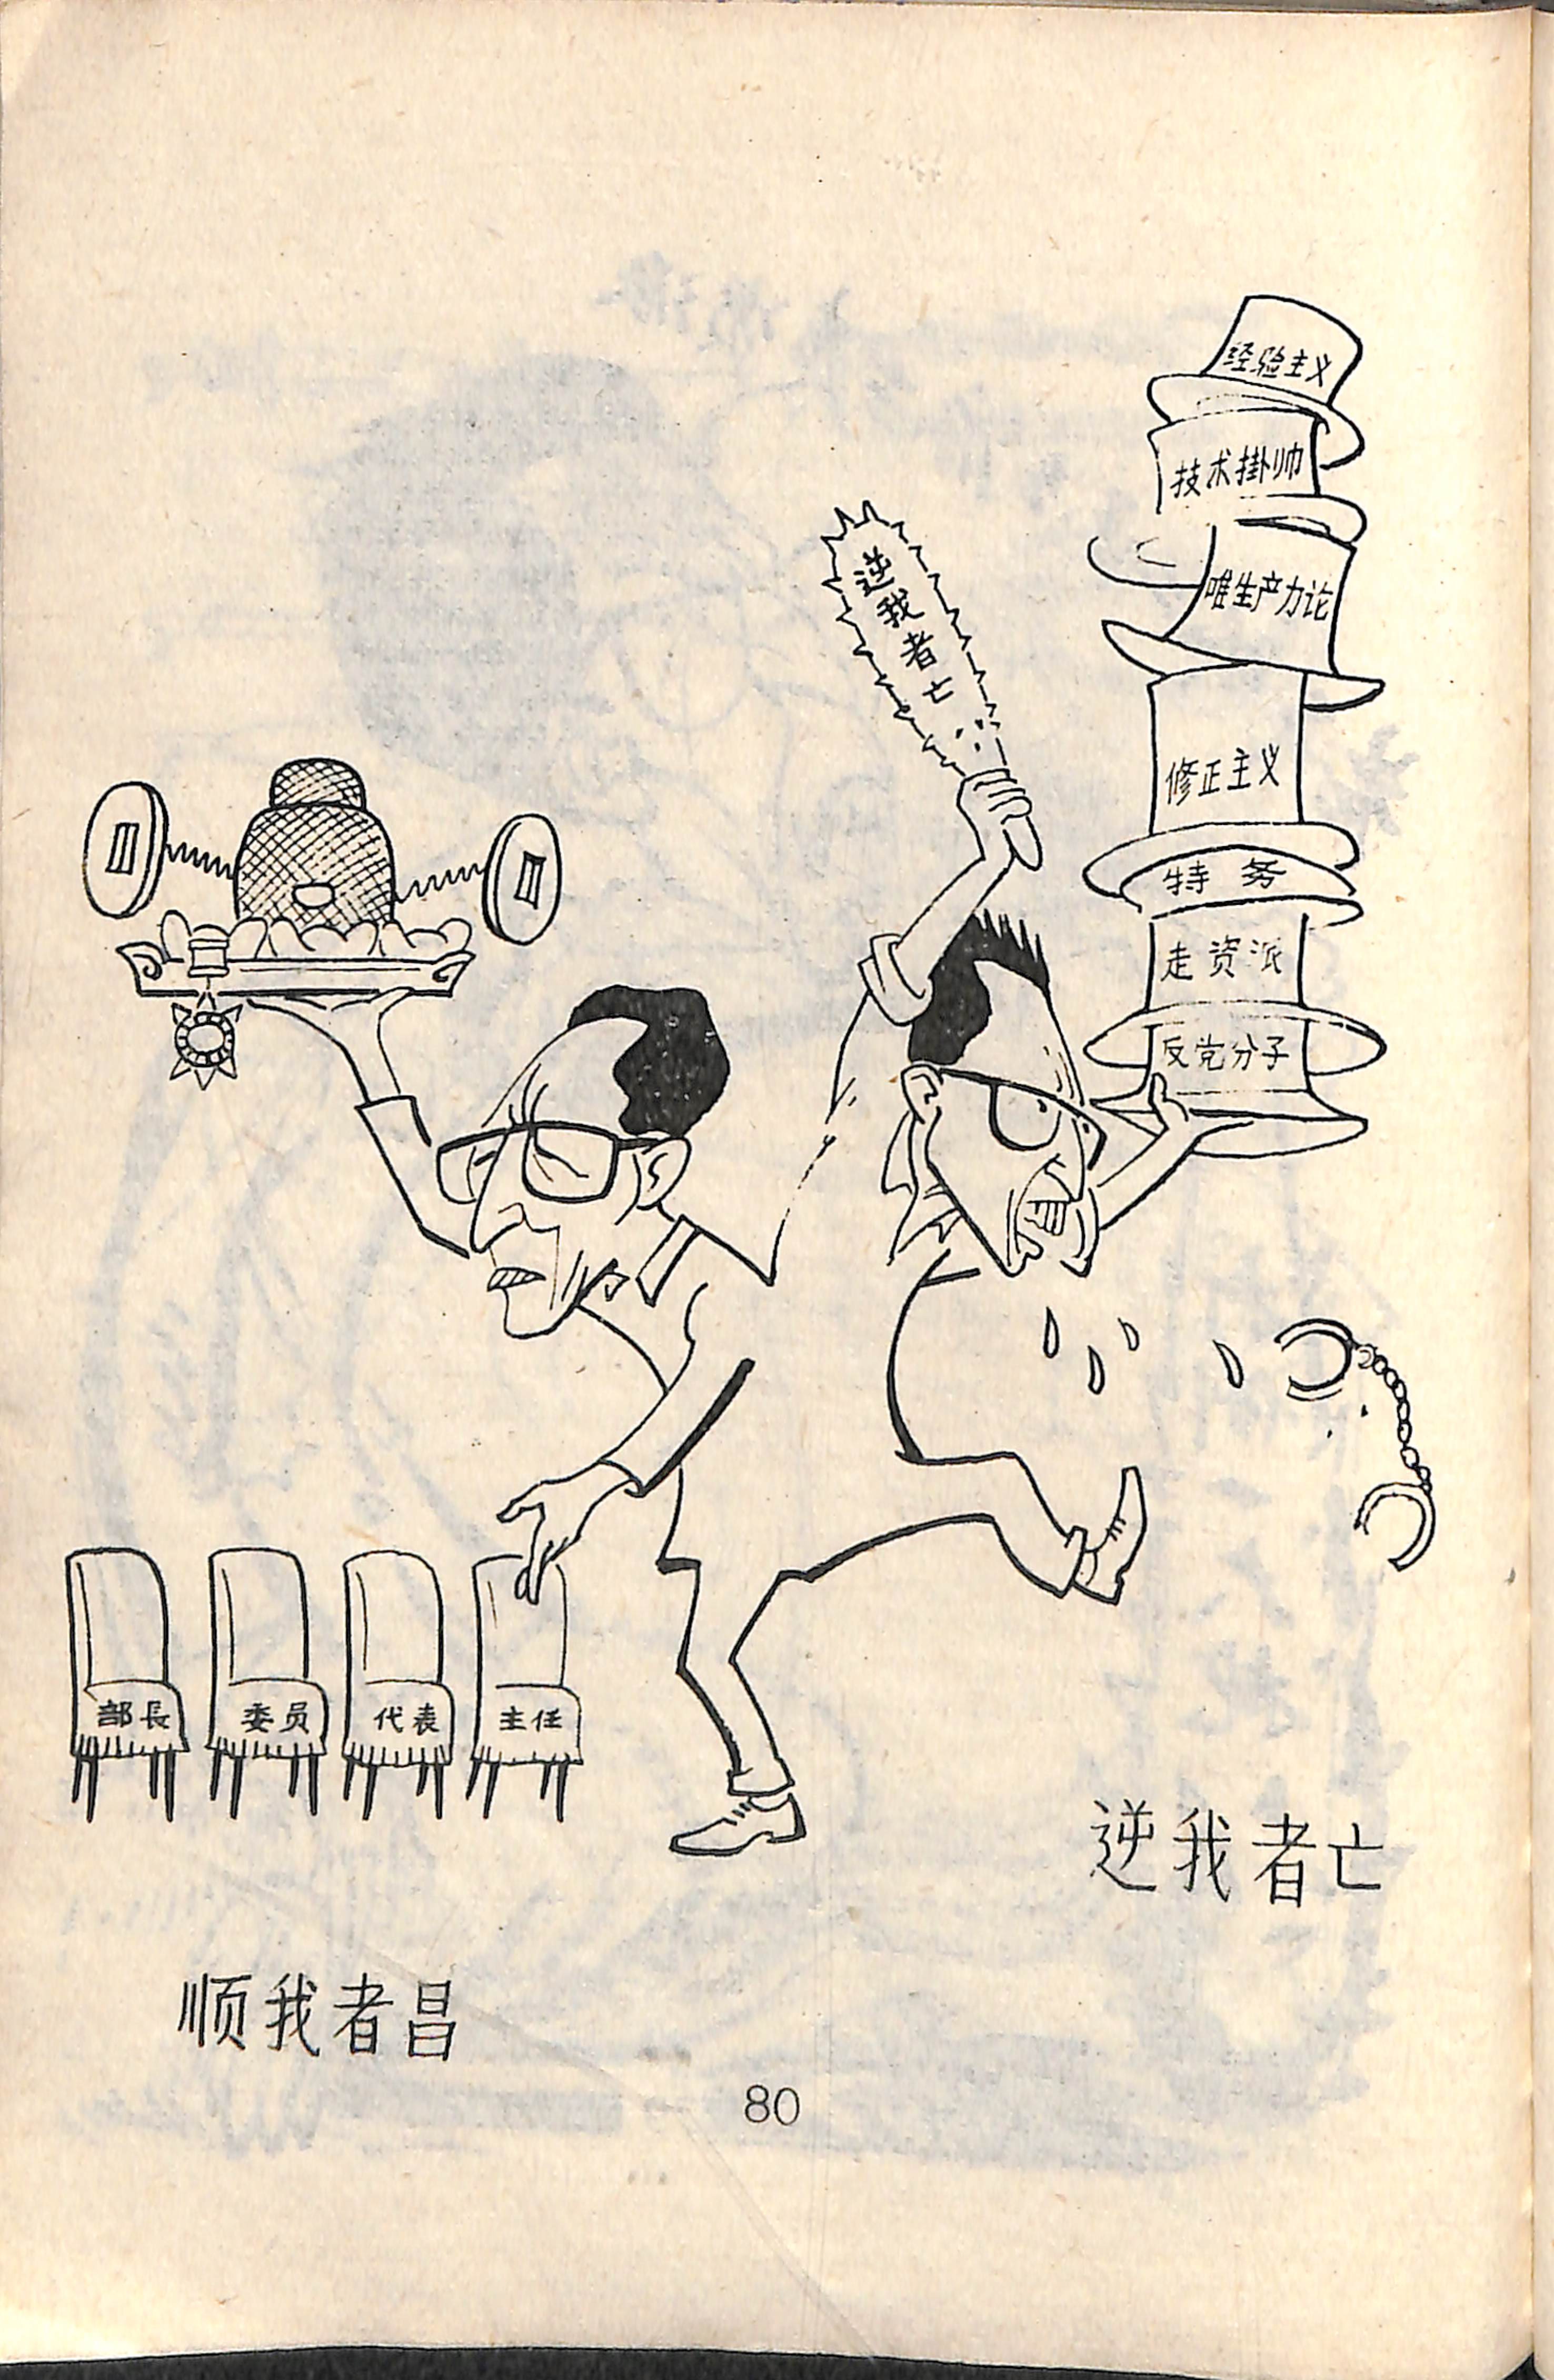 经验主义
技术掛帅
唯生产力论
修正主义
特务
走资派
反党分子
逆我者亡
部長
委员
代表
主任
逆我者亡
顺我者昌
80